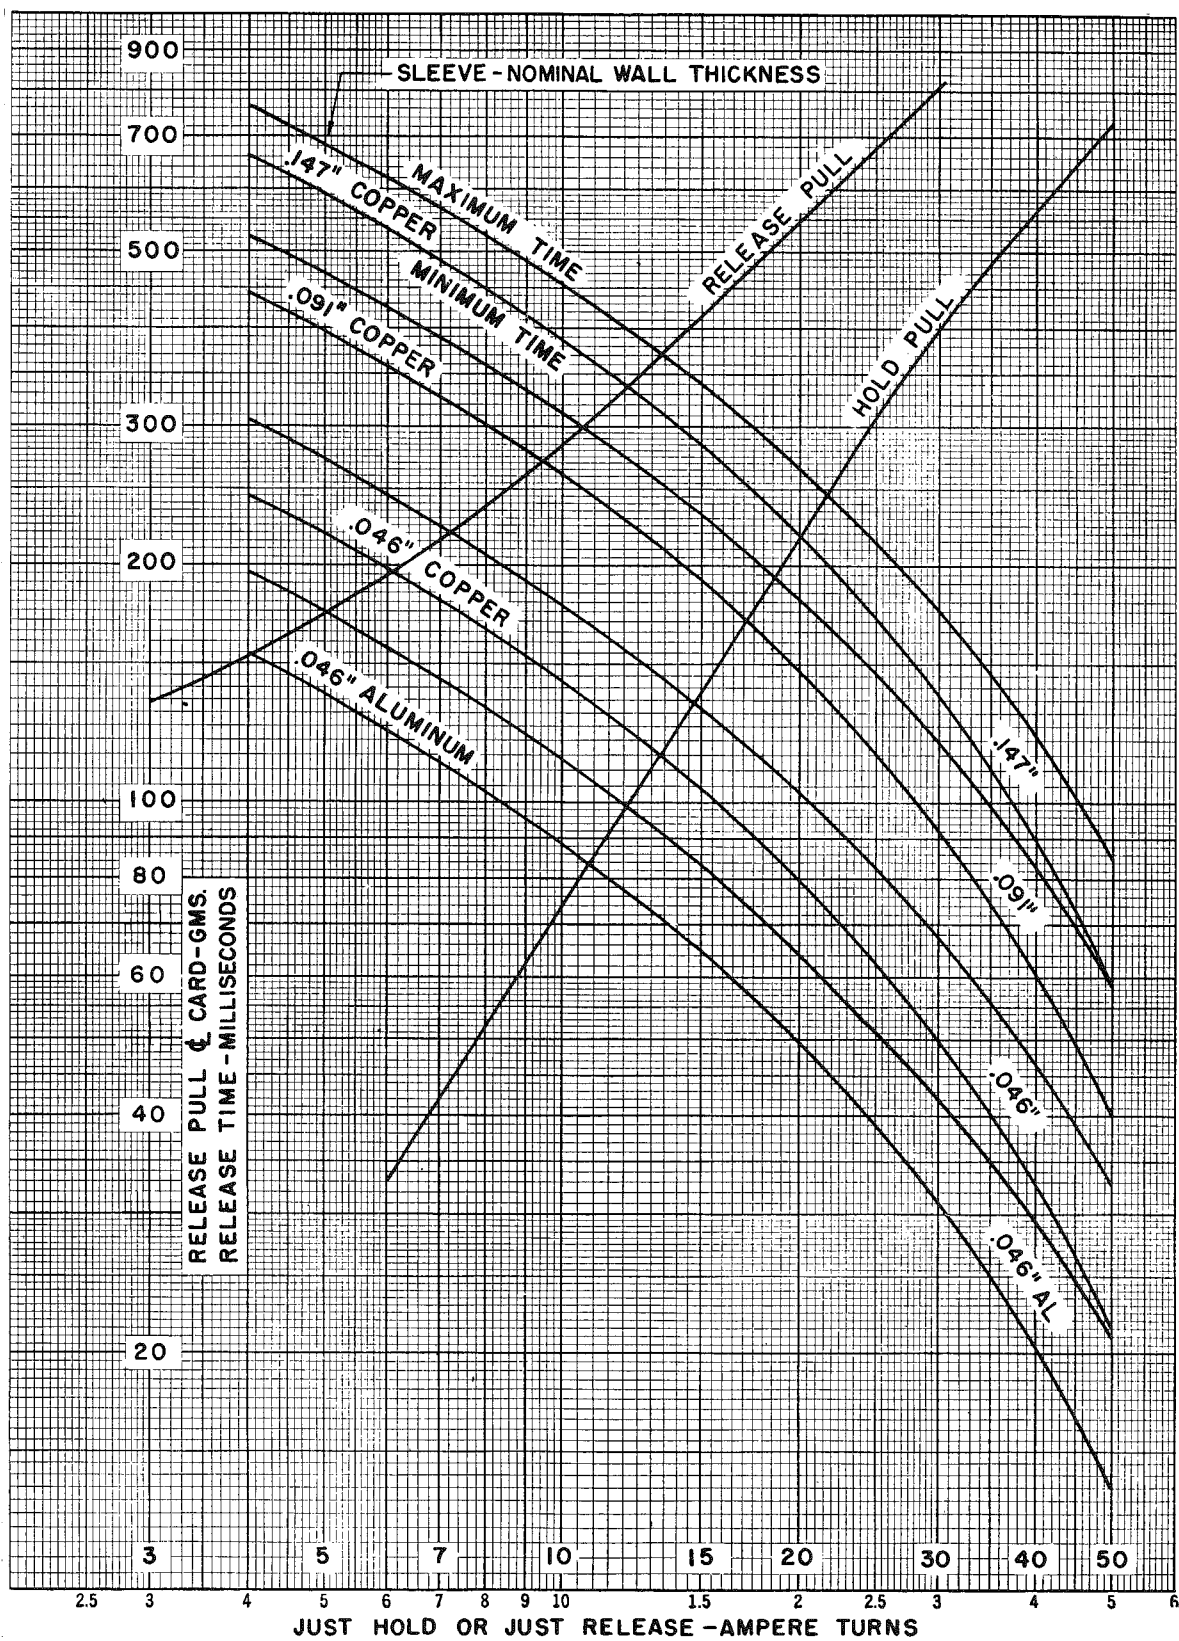 900
SLEEVE-NOMINAL WALL THICKNESS
700
.147" COPPER
MAXIMUM TIME
RELEASE PULL
500
MINIMUM TIME
.091" COPPER
HOLD PULL
300
.046" COPPER
200
.046" ALUMINUM
.147"
100
80
.091"
60
RELEASE PULL ℄ CARD-GMS.
RELEASE TIME-MILLISECONDS
.046"
40
.046" AL
20
3 5 7 10 15 20 30 40 50
2.5 3 4 5 6 7 8 9 10 1.5 2 2.5 3 4 5 6
JUST HOLD OR JUST RELEASE-AMPERE TURNS